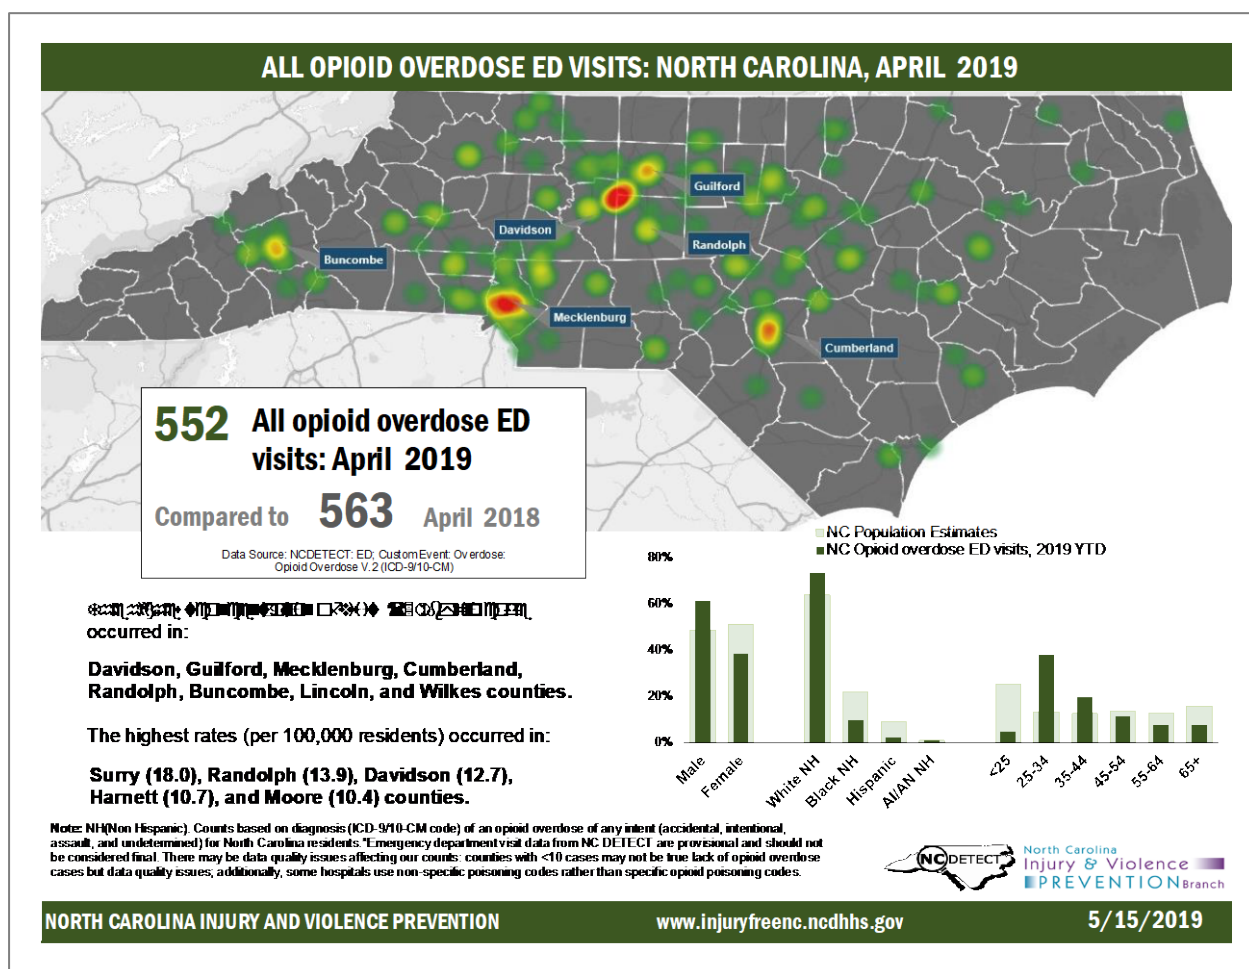 ALL OPIOID OVERDOSE ED VISITS: NORTH CAROLINA, APRIL 2019
Guilford
Davidson
Randolph
Buncombe
Mecklenburg
Cumberland
552 All opioid overdose ED
visits: April 2019
Compared to 563 April 2018
Data Source: NCDETECT: ED; Custom Event: Overdose:
Opioid Overdose V.2 (ICD-9/10-CM)
occurred in:
Davidson, Guilford, Mecklenburg, Cumberland,
Randolph, Buncombe, Lincoln, and Wilkes counties.
The highest rates (per 100,000 residents) occurred in:
Surry (18.0), Randolph (13.9), Davidson (12.7),
Harnett (10.7), and Moore (10.4) counties.
NC Population Estimates
NC Opioid overdose ED visits, 2019 YTD
80%
60%
40%
20%
0%
Male
Female
White NH
Black NH
Hispanic
AI/AN NH
<25
25-34
35-44
45-54
55-64
65+
Note: NH(Non Hispanic). Counts based on diagnosis (ICD-9/10-CM code) of an opioid overdose of any intent (accidental, intentional,
assault, and undetermined) for North Carolina residents.*Emergency department visit data from NC DETECT are provisional and should not
be considered final. There may be data quality issues affecting our counts: counties with <10 cases may not be true lack of opioid overdose
cases but data quality issues; additionally, some hospitals use non-specific poisoning codes rather than specific opioid poisoning codes.
NC DETECT
North Carolina
Injury & Violence
PREVENTION Branch
NORTH CAROLINA INJURY AND VIOLENCE PREVENTION
www.injuryfreenc.ncdhhs.gov
5/15/2019